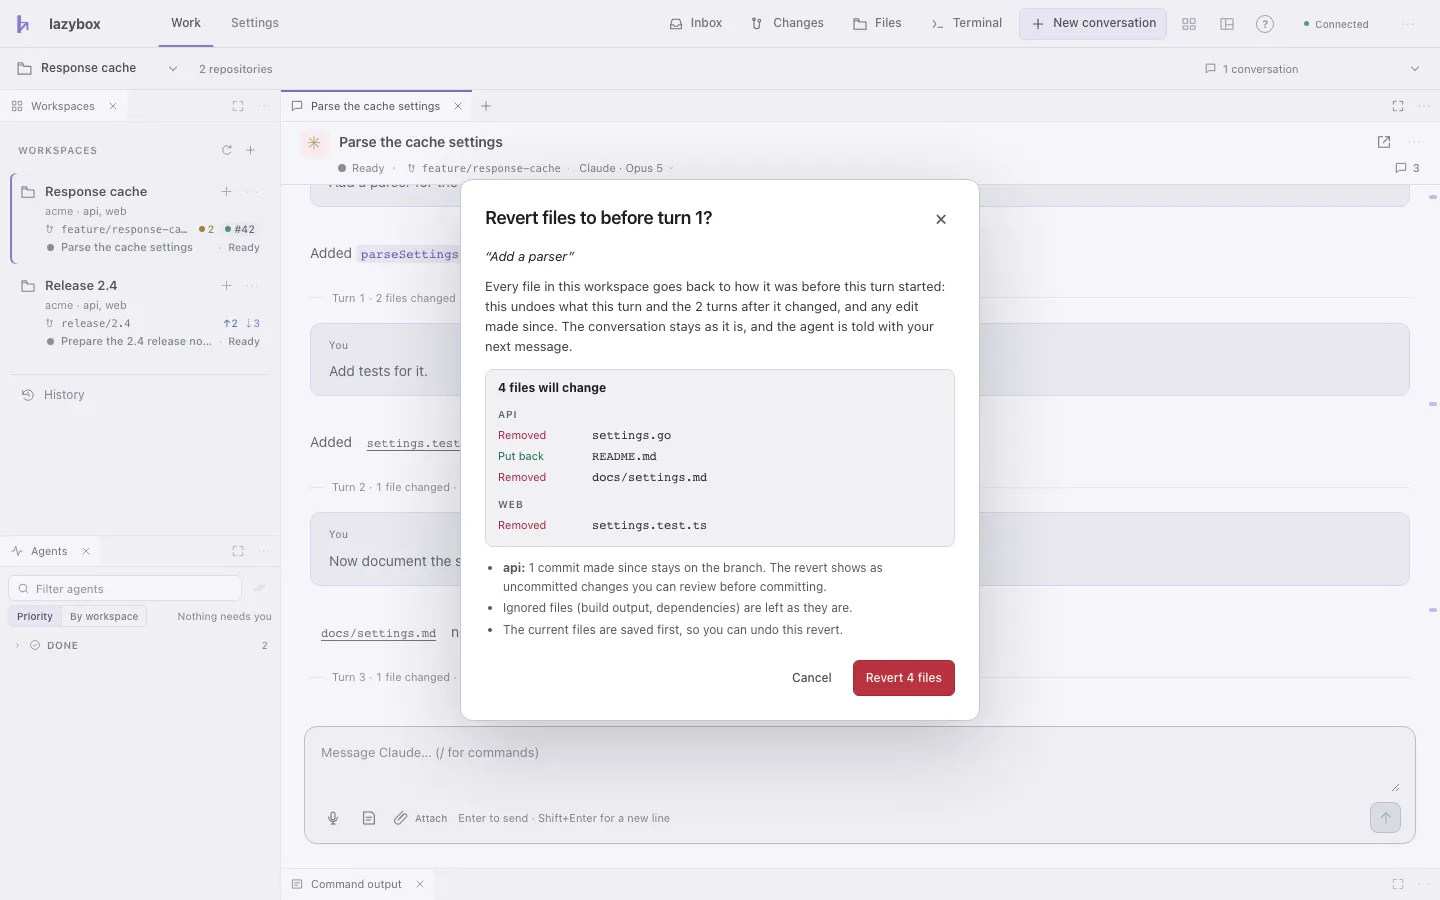 lazybox
Work
Settings
Inbox
Changes
Files
Terminal
New conversation
Connected
Response cache
2 repositories
1 conversation
Workspaces
Parse the cache settings
WORKSPACES
Response cache
acme · api, web
feature/response-ca…
2
#42
Parse the cache settings · Ready
Release 2.4
acme · api, web
release/2.4
↑2 ↓3
Prepare the 2.4 release no… · Ready
History
Agents
Filter agents
Priority
By workspace
Nothing needs you
DONE
2
Parse the cache settings
Ready · feature/response-cache · Claude · Opus 5
3
Added parseSettings
Turn 1 · 2 files changed
You
Add tests for it.
Added settings.test
Turn 2 · 1 file changed ·
You
Now document the s
docs/settings.md n
Turn 3 · 1 file changed ·
Revert files to before turn 1?
“Add a parser”
Every file in this workspace goes back to how it was before this turn started:
this undoes what this turn and the 2 turns after it changed, and any edit
made since. The conversation stays as it is, and the agent is told with your
next message.
4 files will change
API
Removed settings.go
Put back README.md
Removed docs/settings.md
WEB
Removed settings.test.ts
• api: 1 commit made since stays on the branch. The revert shows as
uncommitted changes you can review before committing.
• Ignored files (build output, dependencies) are left as they are.
• The current files are saved first, so you can undo this revert.
Cancel
Revert 4 files
Message Claude… (/ for commands)
Attach
Enter to send · Shift+Enter for a new line
Command output